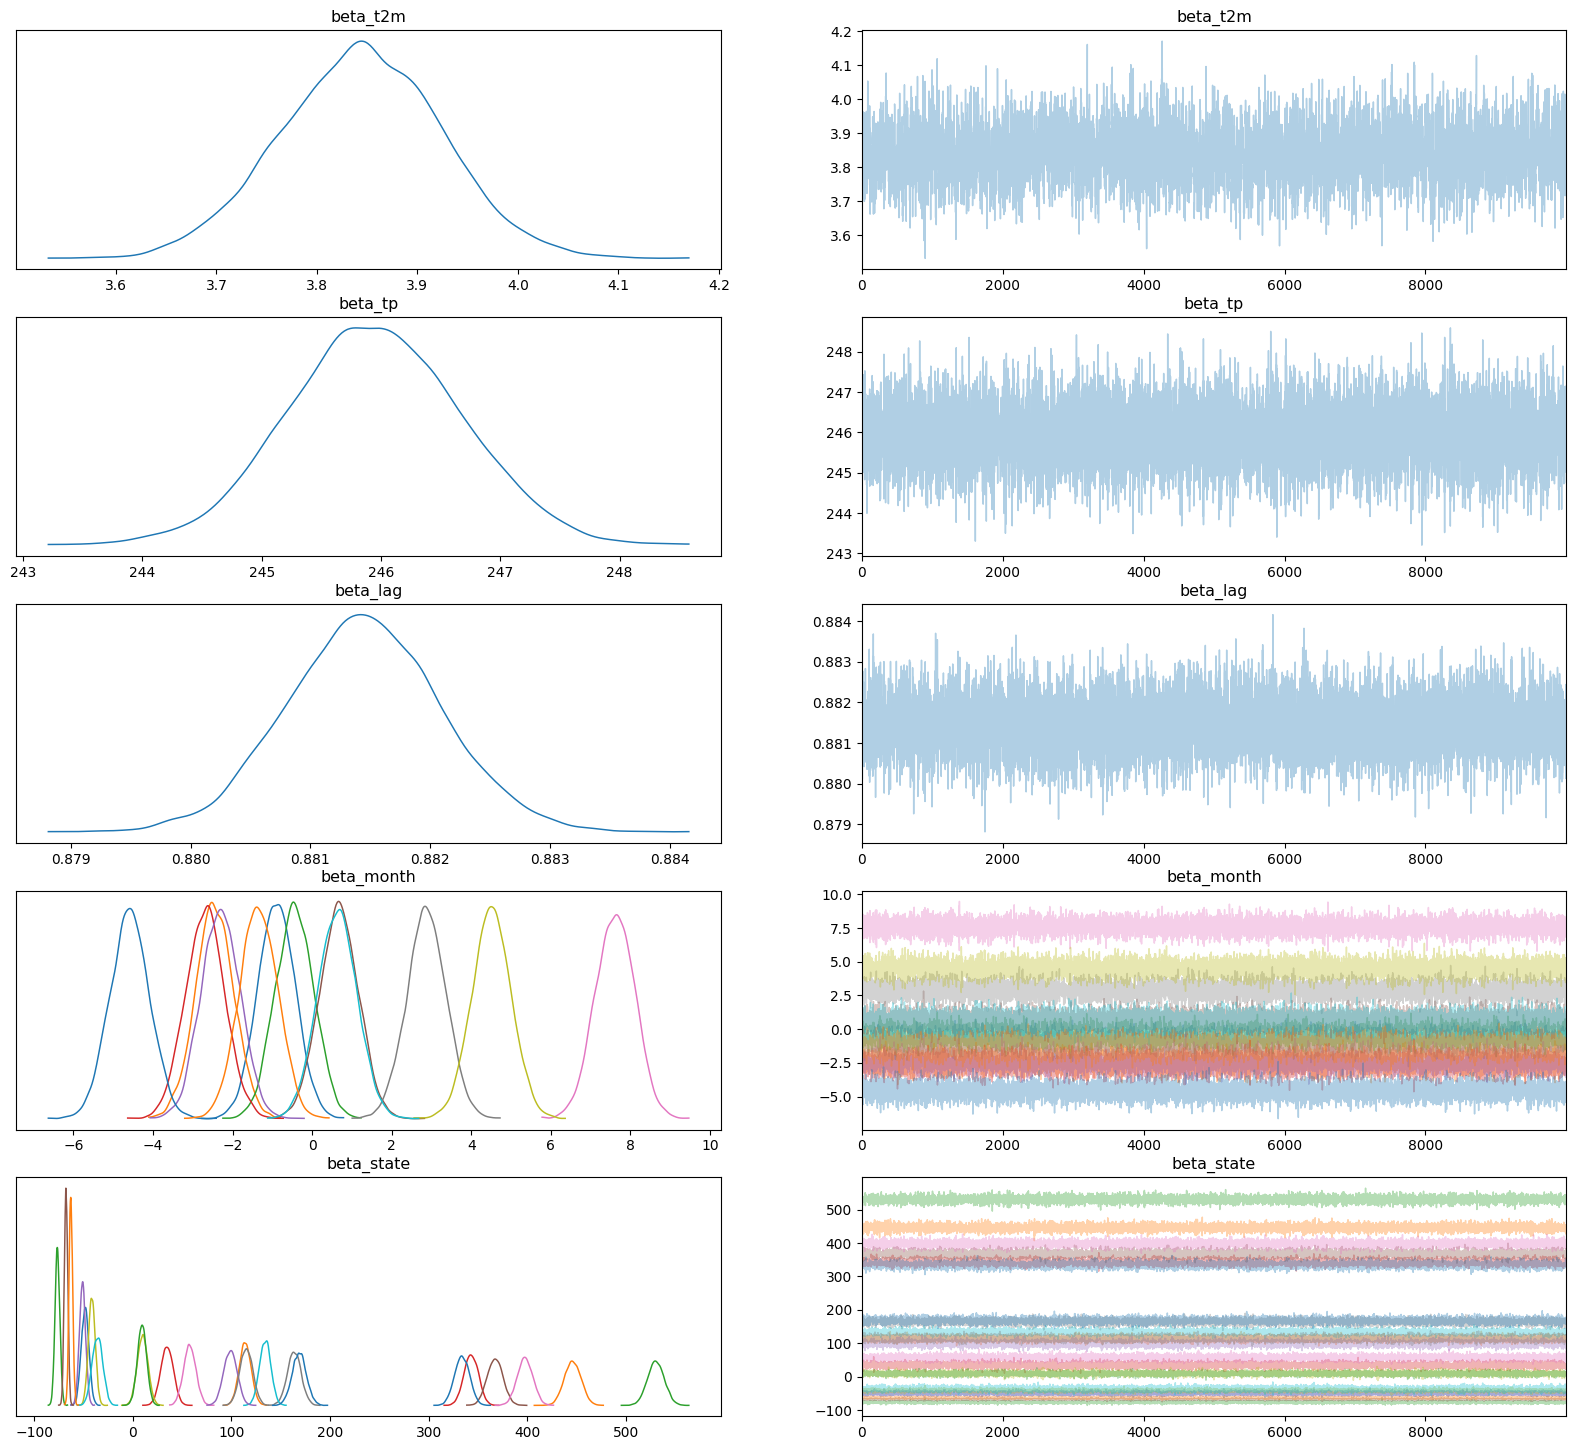 beta_t2m
3.6 3.7 3.8 3.9 4.0 4.1 4.2
beta_t2m
4.2
4.1
4.0
3.9
3.8
3.7
3.6
0 2000 4000 6000 8000
beta_tp
243 244 245 246 247 248
beta_tp
248
247
246
245
244
243
0 2000 4000 6000 8000
beta_lag
0.879 0.880 0.881 0.882 0.883 0.884
beta_lag
0.884
0.883
0.882
0.881
0.880
0.879
0 2000 4000 6000 8000
beta_month
−6 −4 −2 0 2 4 6 8 10
beta_month
10.0
7.5
5.0
2.5
0.0
−2.5
−5.0
0 2000 4000 6000 8000
beta_state
−100 0 100 200 300 400 500
beta_state
500
400
300
200
100
0
−100
0 2000 4000 6000 8000